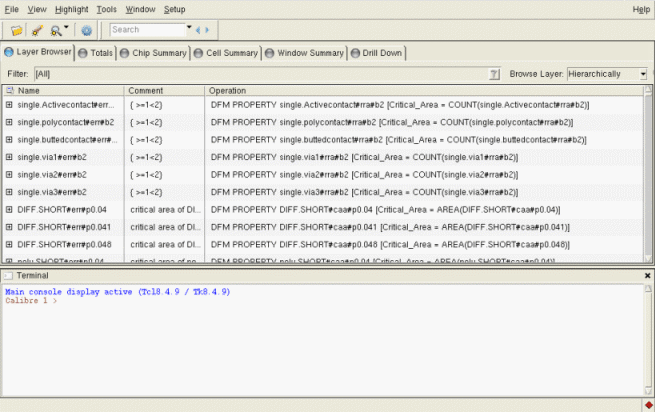 File View Highlight Tools Window Setup Help
Search
Layer Browser Totals Chip Summary Cell Summary Window Summary Drill Down
Filter: [All] ? Browse Layer: Hierarchically
Name Comment Operation
single.Activecontact#err... { >=1<2} DFM PROPERTY single.Activecontact#rra#b2 [Critical_Area = COUNT(single.Activecontact#rra#b2)]
single.polycontact#err#b2 { >=1<2} DFM PROPERTY single.polycontact#rra#b2 [Critical_Area = COUNT(single.polycontact#rra#b2)]
single.buttedcontact#err... { >=1<2} DFM PROPERTY single.buttedcontact#rra#b2 [Critical_Area = COUNT(single.buttedcontact#rra#b2)]
single.via1#err#b2 { >=1<2} DFM PROPERTY single.via1#rra#b2 [Critical_Area = COUNT(single.via1#rra#b2)]
single.via2#err#b2 { >=1<2} DFM PROPERTY single.via2#rra#b2 [Critical_Area = COUNT(single.via2#rra#b2)]
single.via3#err#b2 { >=1<2} DFM PROPERTY single.via3#rra#b2 [Critical_Area = COUNT(single.via3#rra#b2)]
DIFF.SHORT#err#p0.04 critical area of DI... DFM PROPERTY DIFF.SHORT#caa#p0.04 [Critical_Area = AREA(DIFF.SHORT#caa#p0.04)]
DIFF.SHORT#err#p0.041 critical area of DI... DFM PROPERTY DIFF.SHORT#caa#p0.041 [Critical_Area = AREA(DIFF.SHORT#caa#p0.041)]
DIFF.SHORT#err#p0.048 critical area of DI... DFM PROPERTY DIFF.SHORT#caa#p0.048 [Critical_Area = AREA(DIFF.SHORT#caa#p0.048)]
poly.SHORT#err#p0.04 critical area of po... DFM PROPERTY poly.SHORT#caa#p0.04 [Critical_Area = AREA(poly.SHORT#caa#p0.04)]
Terminal
Main console display active (Tcl8.4.9 / Tk8.4.9)
Calibre 1 >